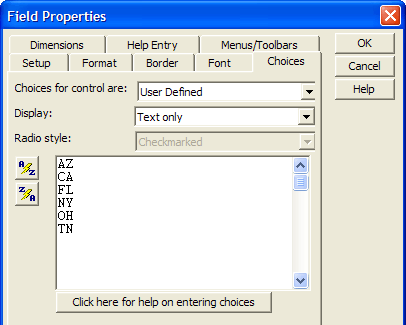 Field Properties
Dimensions Help Entry Menus/Toolbars OK
Setup Format Border Font Choices Cancel
Choices for control are: User Defined Help
Display: Text only
Radio style: Checkmarked
A Z AZ
CA
Z A FL
NY
OH
TN
Click here for help on entering choices